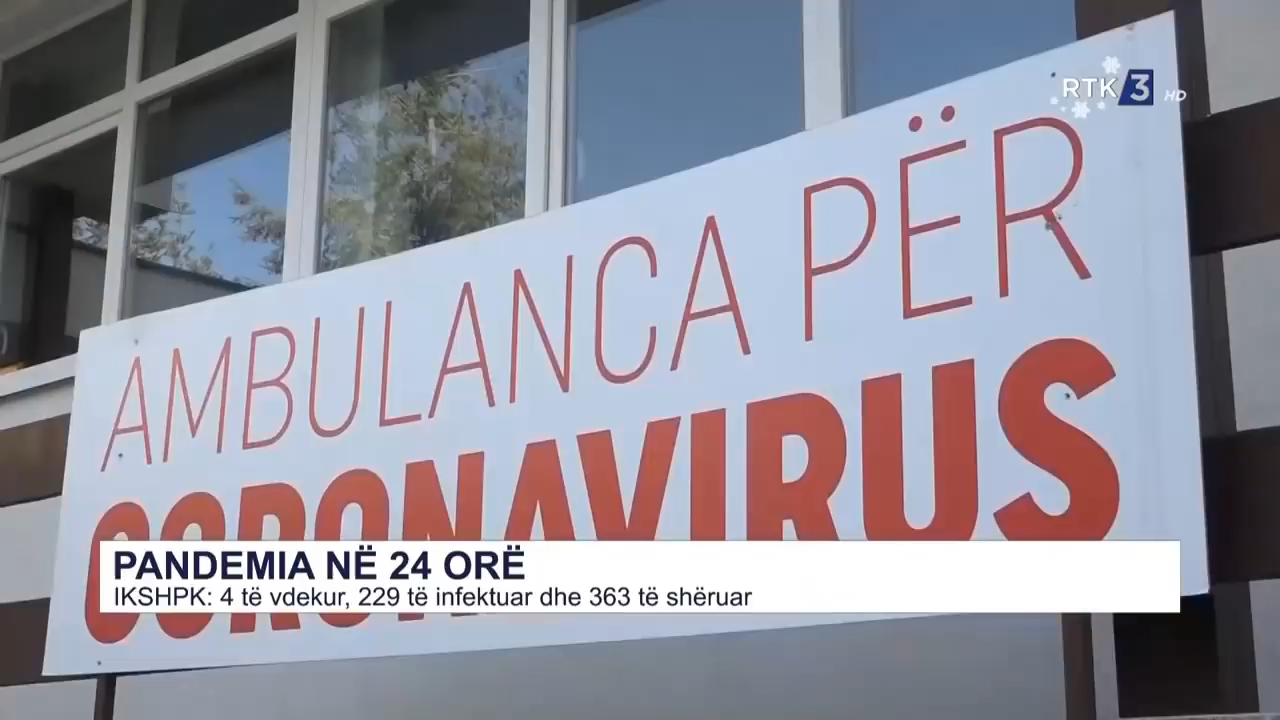 RTK 3 HD
AMBULANCA PËR
CORONAVIRUS
PANDEMIA NË 24 ORË
IKSHPK: 4 të vdekur, 229 të infektuar dhe 363 të shëruar